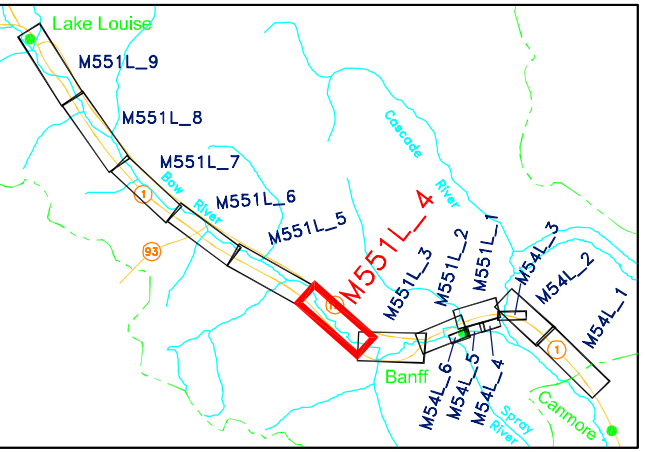 Lake Louise
M551L_9
M551L_8
M551L_7
Bow
River
1
M551L_6
M551L_5
93
Cascade
River
M551L_4
M551L_3
M551L_2
M551L_1
M54L_3
M54L_2
M54L_1
1
Banff
M54L_6
M54L_5
M54L_4
Spray
River
Canmore